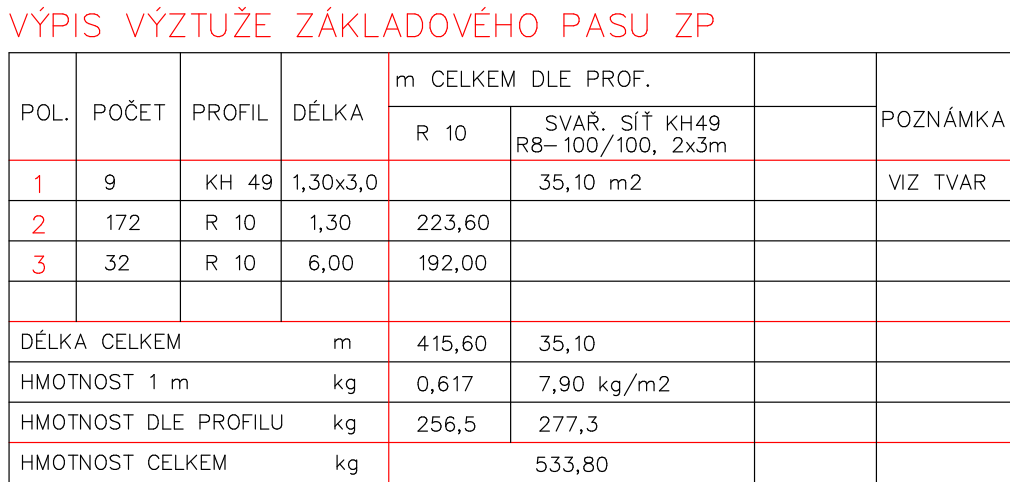 VÝPIS VÝZTUŽE ZÁKLADOVÉHO PASU ZP
POL. POČET PROFIL DÉLKA m CELKEM DLE PROF. POZNÁMKA
R 10 SVAŘ. SÍŤ KH49
R8-100/100, 2x3m
1 9 KH 49 1,30x3,0 35,10 m2 VIZ TVAR
2 172 R 10 1,30 223,60
3 32 R 10 6,00 192,00
DÉLKA CELKEM m 415,60 35,10
HMOTNOST 1 m kg 0,617 7,90 kg/m2
HMOTNOST DLE PROFILU kg 256,5 277,3
HMOTNOST CELKEM kg 533,80